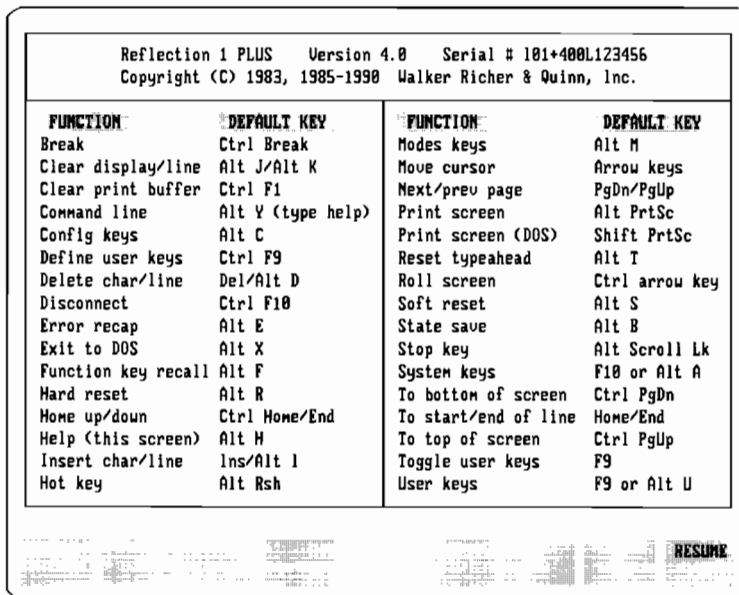 Reflection 1 PLUS Version 4.0 Serial # 101+400L123456
Copyright (C) 1983, 1985-1990 Walker Richer & Quinn, Inc.
FUNCTION DEFAULT KEY
Break Ctrl Break
Clear display/line Alt J/Alt K
Clear print buffer Ctrl F1
Command line Alt Y (type help)
Config keys Alt C
Define user keys Ctrl F9
Delete char/line Del/Alt D
Disconnect Ctrl F10
Error recap Alt E
Exit to DOS Alt X
Function key recall Alt F
Hard reset Alt R
Home up/down Ctrl Home/End
Help (this screen) Alt H
Insert char/line Ins/Alt I
Hot key Alt Rsh
FUNCTION DEFAULT KEY
Modes keys Alt M
Move cursor Arrow keys
Next/prev page PgDn/PgUp
Print screen Alt PrtSc
Print screen (DOS) Shift PrtSc
Reset typeahead Alt T
Roll screen Ctrl arrow key
Soft reset Alt S
State save Alt B
Stop key Alt Scroll Lk
System keys F10 or Alt A
To bottom of screen Ctrl PgDn
To start/end of line Home/End
To top of screen Ctrl PgUp
Toggle user keys F9
User keys F9 or Alt U
RESUME